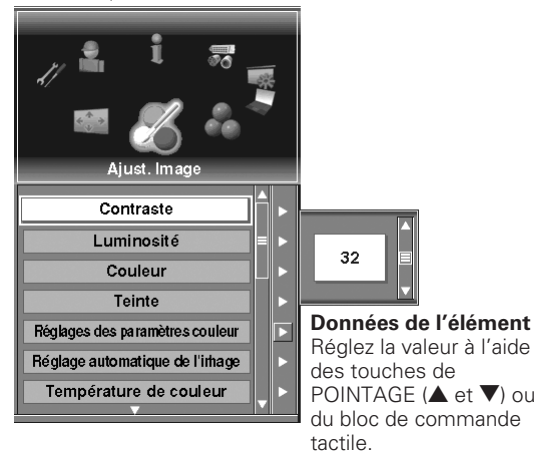 Ajust. Image
Contraste
Luminosité
Couleur
Teinte
Réglages des paramètres couleur
Réglage automatique de l'image
Température de couleur
32
Données de l'élément
Réglez la valeur à l'aide
des touches de
POINTAGE (▲ et ▼) ou
du bloc de commande
tactile.